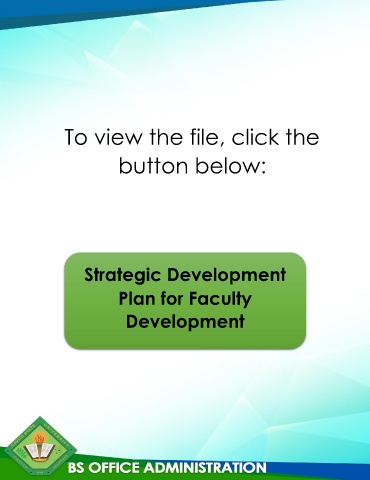 To view the file, click the
button below:
Strategic Development
Plan for Faculty
Development
BS OFFICE ADMINISTRATION